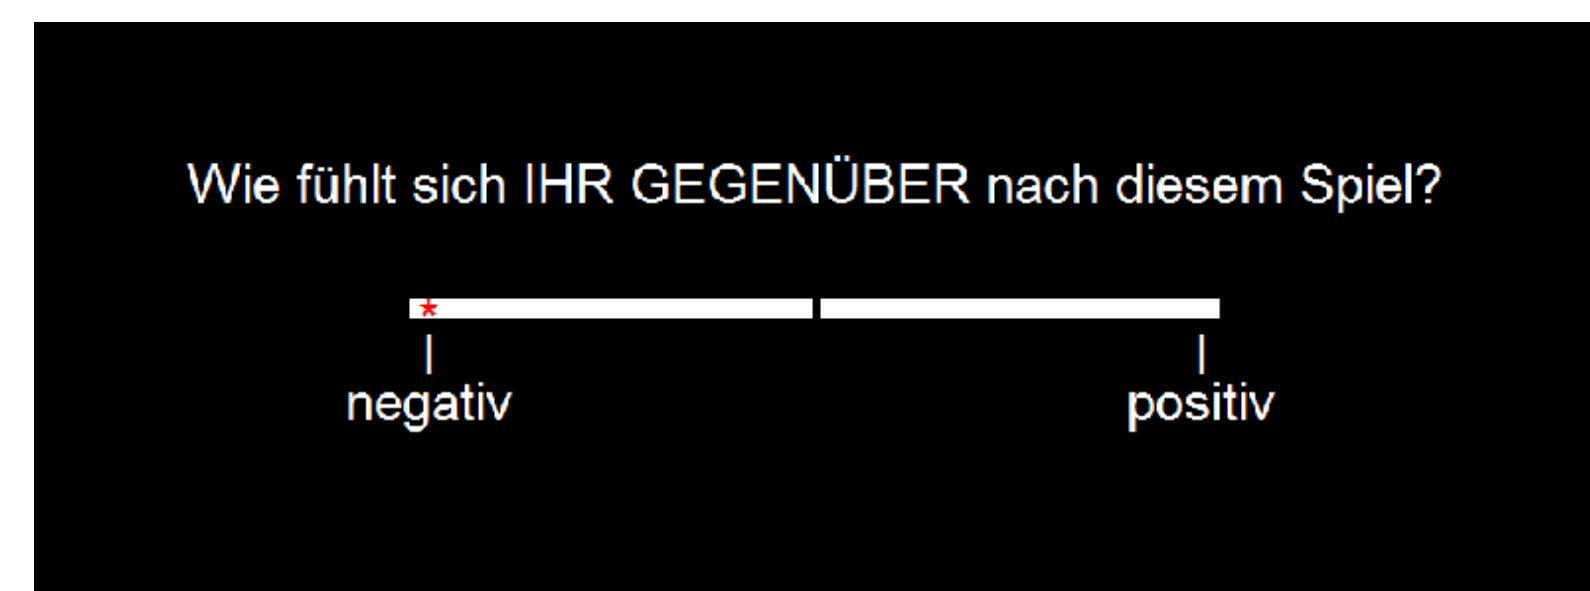 Wie fühlt sich IHR GEGENÜBER nach diesem Spiel?
*
| |
negativ positiv